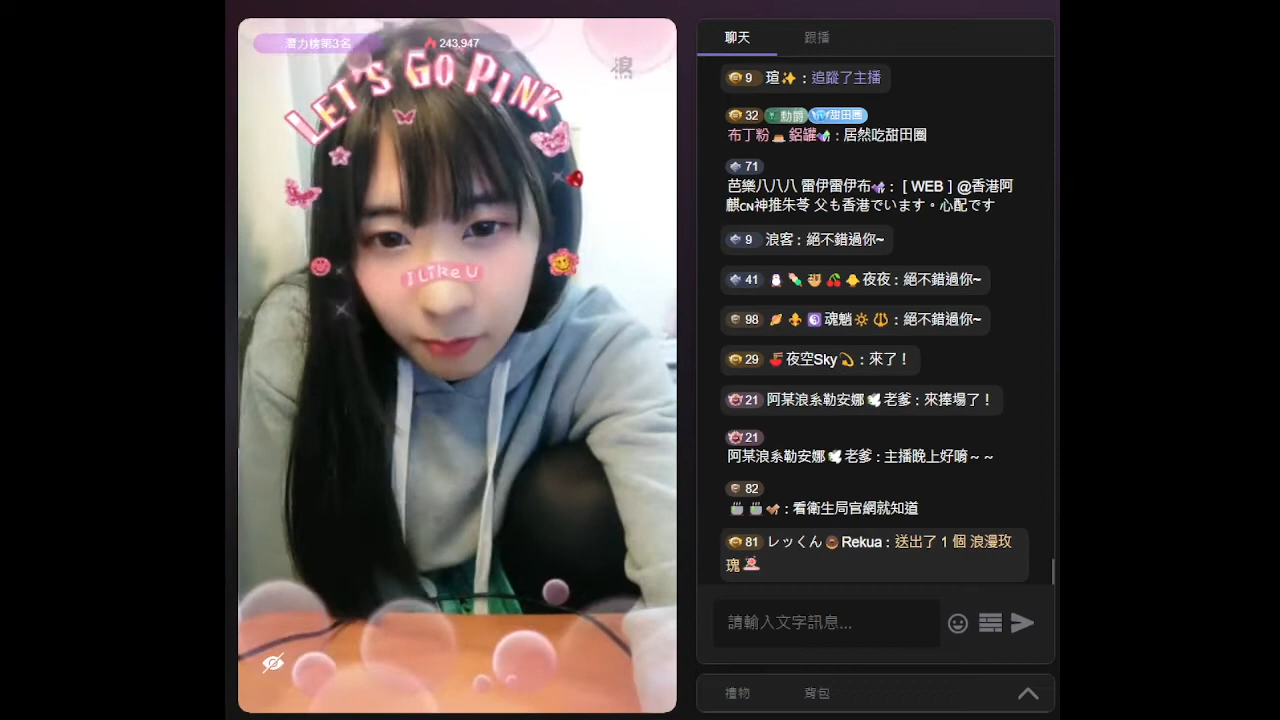 潛力榜第3名
243,947
浪
LIVE
LET'S GO PINK
I Like U
聊天
跟播
9 瑄：追蹤了主播
32 勳爵 甜田圈
布丁粉 鋁罐：居然吃甜田圈
71
芭樂八八八 雷伊雷伊布：[ WEB ] @香港阿
麒CN神推朱苓 父も香港でいます。心配です
9 浪客：絕不錯過你~
41 夜夜：絕不錯過你~
98 魂魈：絕不錯過你~
29 夜空Sky：來了！
21 阿某浪系勒安娜 老爹：來捧場了！
21
阿某浪系勒安娜 老爹：主播晚上好唷～～
82
：看衛生局官網就知道
81 レッくん Rekua：送出了 1 個 浪漫玫
瑰
請輸入文字訊息...
禮物
背包